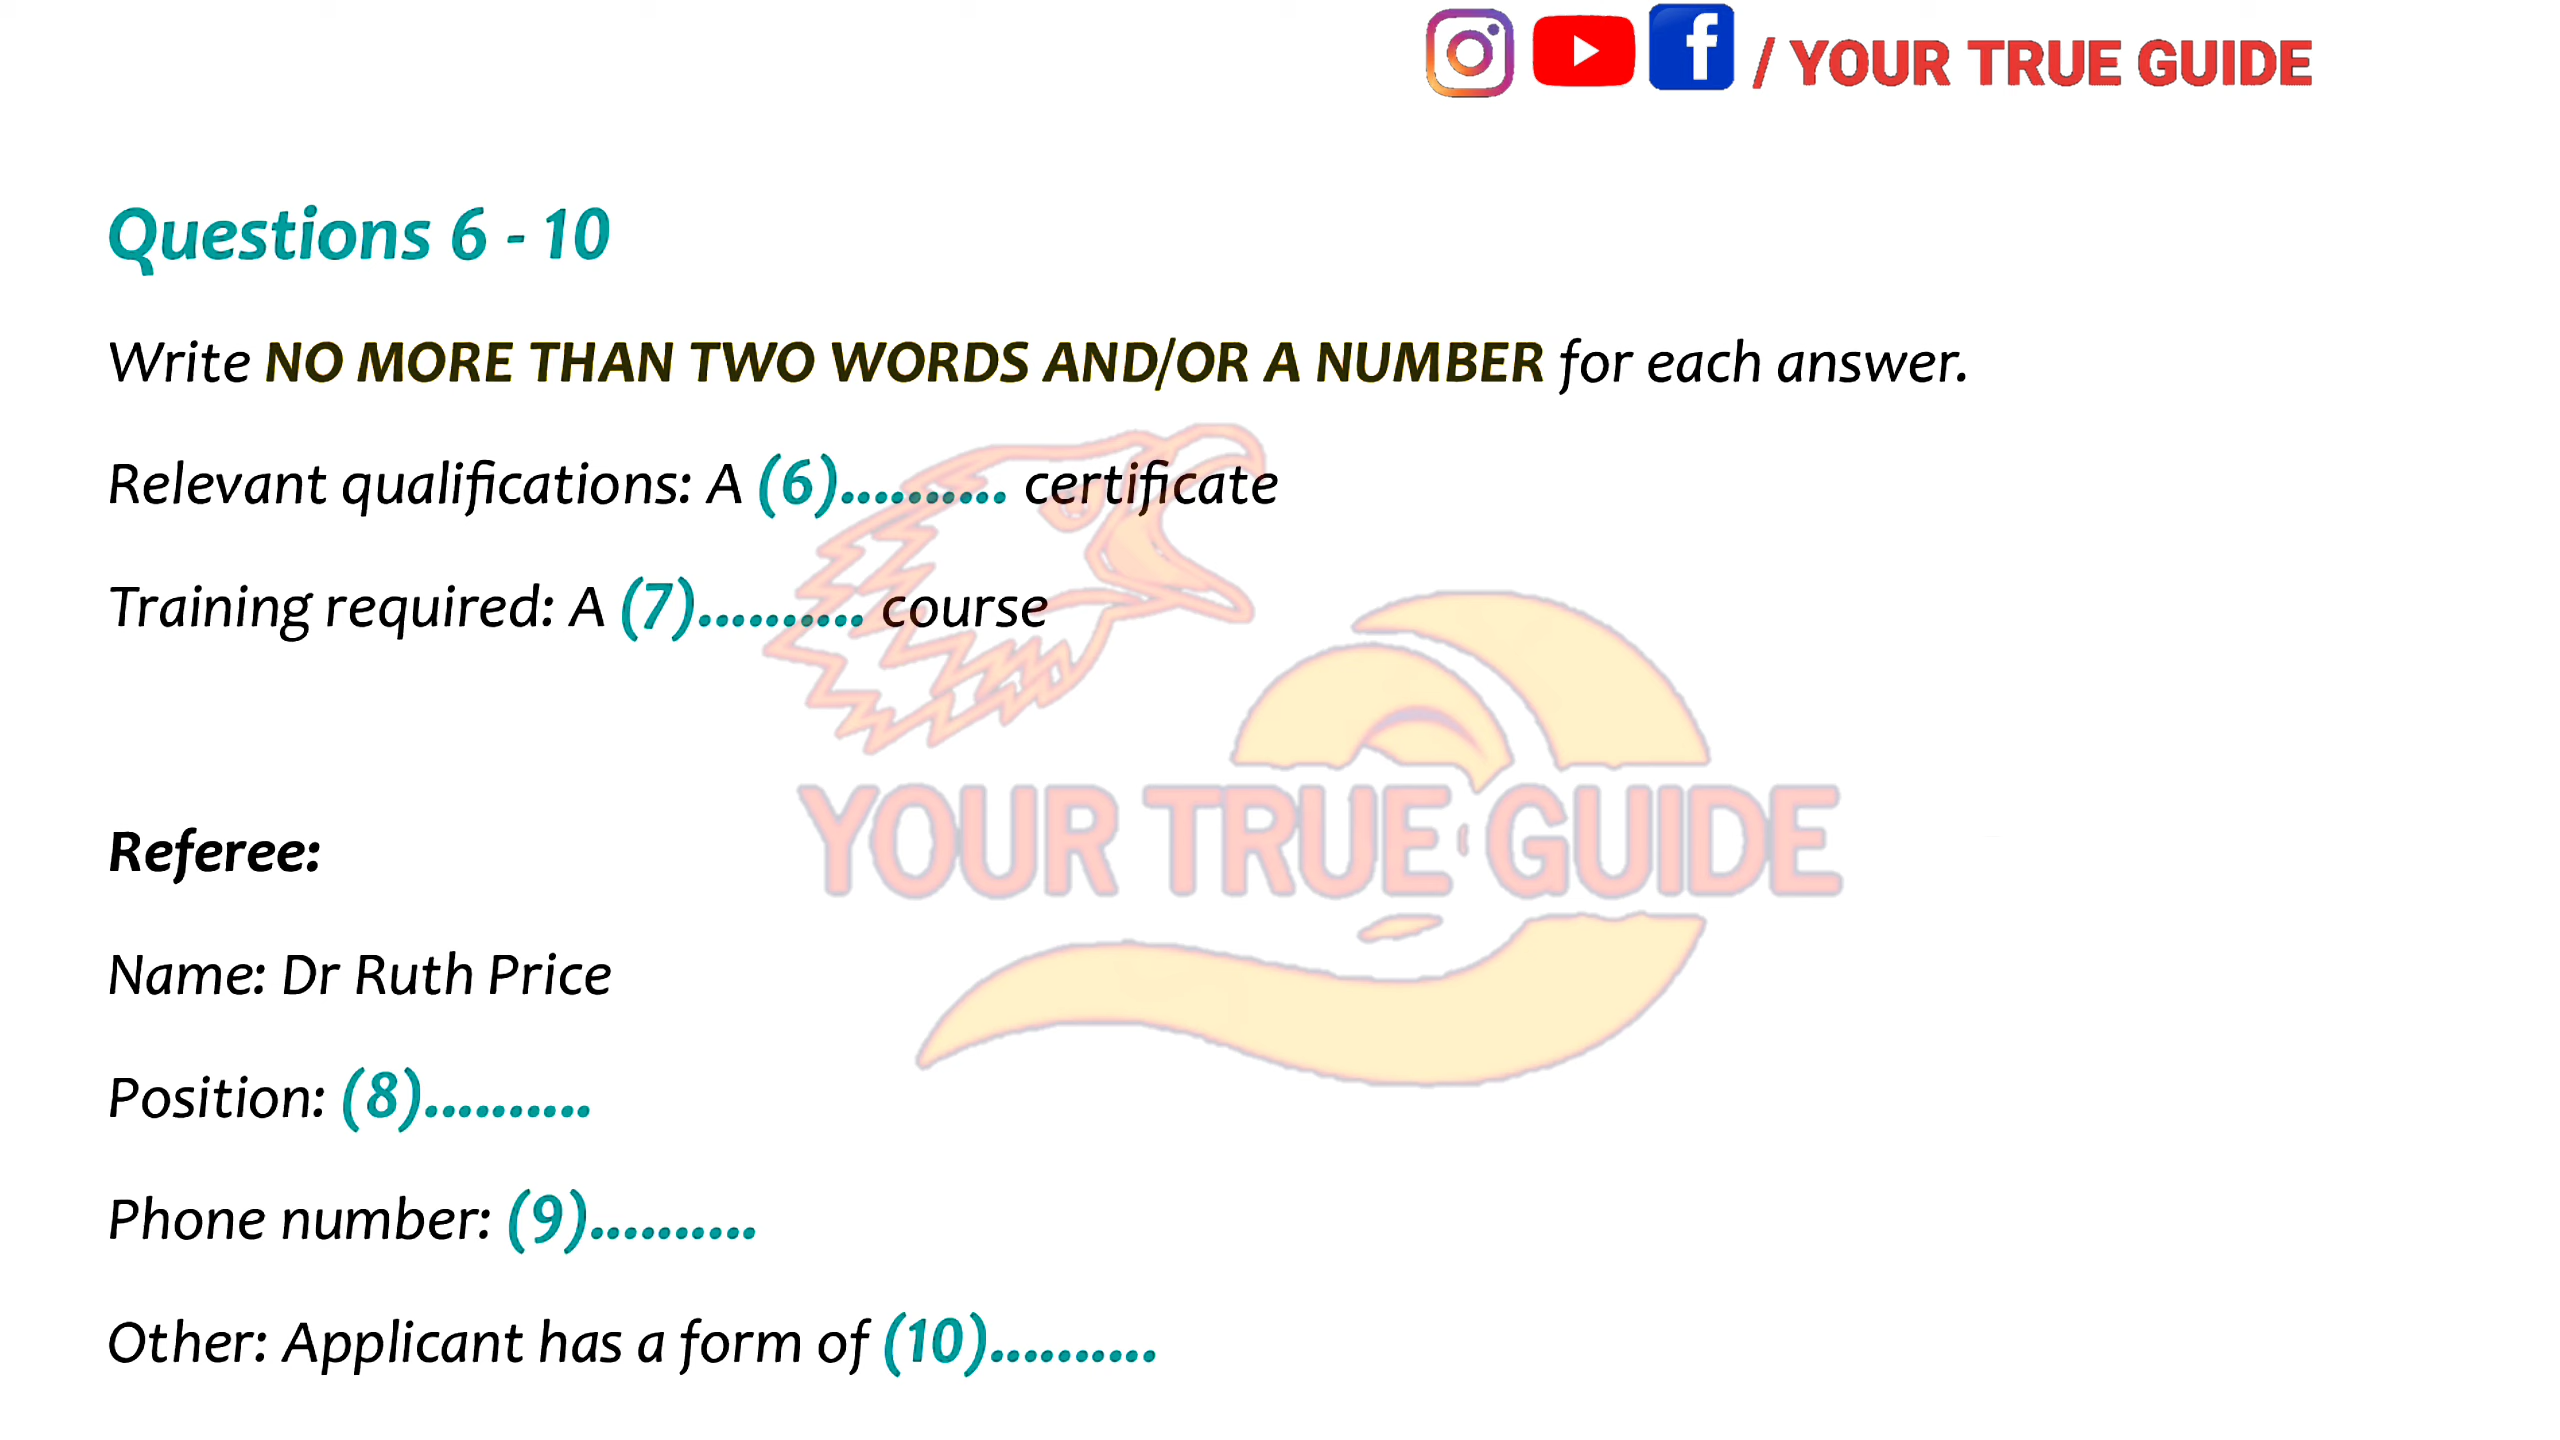 / YOUR TRUE GUIDE
Questions 6 - 10
Write NO MORE THAN TWO WORDS AND/OR A NUMBER for each answer.
Relevant qualifications: A (6).......... certificate
Training required: A (7).......... course
YOUR TRUE GUIDE
Referee:
Name: Dr Ruth Price
Position: (8)..........
Phone number: (9)..........
Other: Applicant has a form of (10)..........